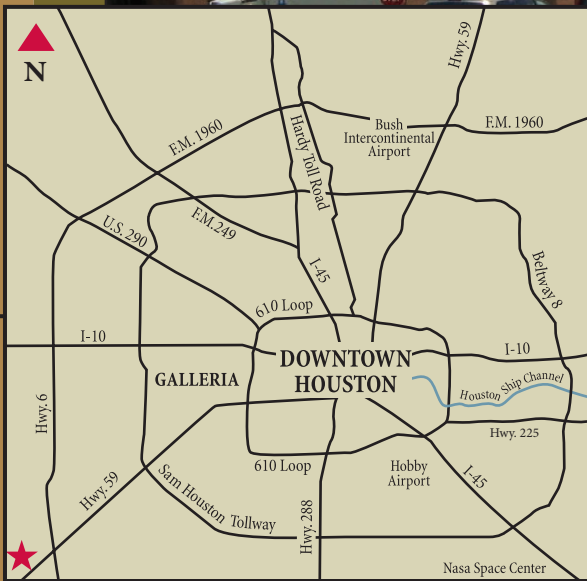 N
Hwy. 59
F.M. 1960
Bush
Intercontinental
Airport
F.M. 1960
Hardy Toll Road
U.S. 290
F.M.249
I-45
Beltway 8
610 Loop
I-10
DOWNTOWN
HOUSTON
I-10
GALLERIA
Houston Ship Channel
Hwy. 6
Hwy. 225
610 Loop
Hobby
Airport
I-45
Hwy. 59
Sam Houston Tollway
Hwy. 288
Nasa Space Center